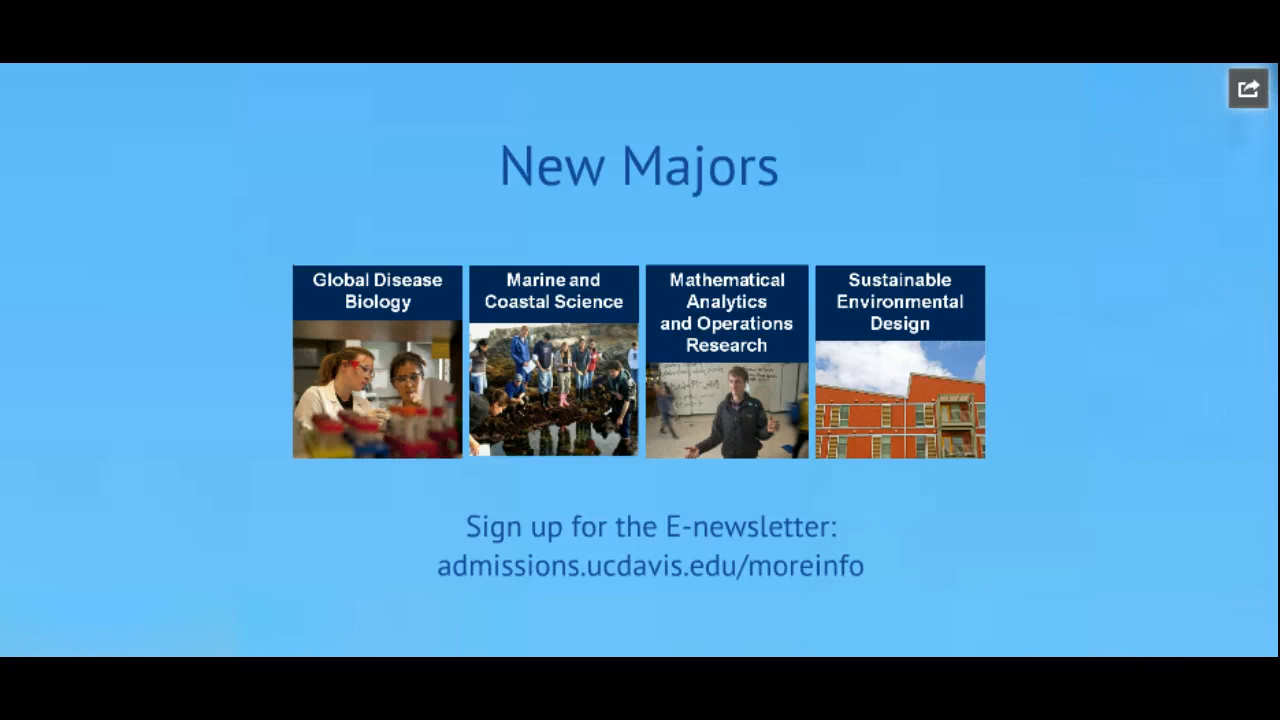 New Majors
Global Disease
Biology
Marine and
Coastal Science
Mathematical
Analytics
and Operations
Research
Sustainable
Environmental
Design
Sign up for the E-newsletter:
admissions.ucdavis.edu/moreinfo